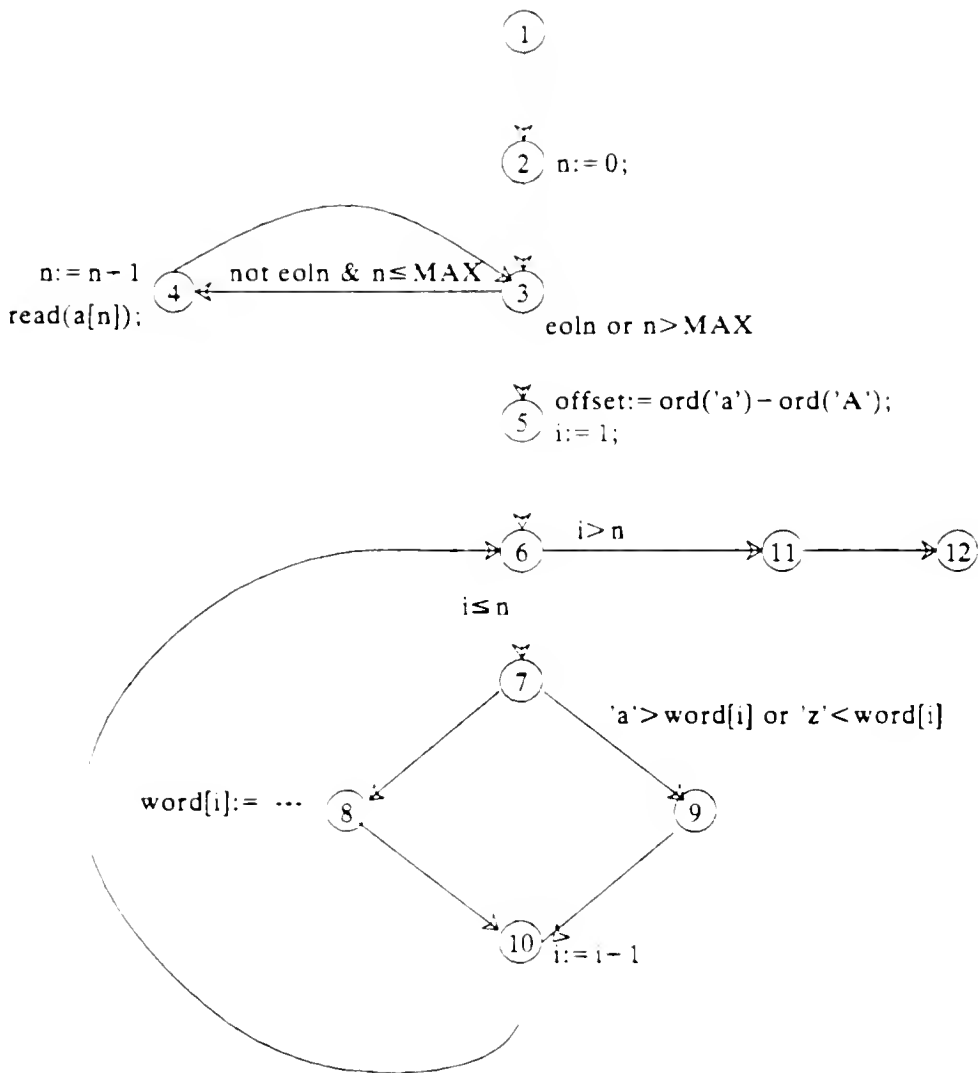 1
2 n:=0;
n:=n-1
not eoln & n≤MAX
4
3
read(a[n]);
eoln or n>MAX
offset:=ord('a')-ord('A');
5
i:=1;
i>n
6
11
12
i≤n
7
'a'>word[i] or 'z'<word[i]
word[i]:= ...
8
9
10
i:=i-1